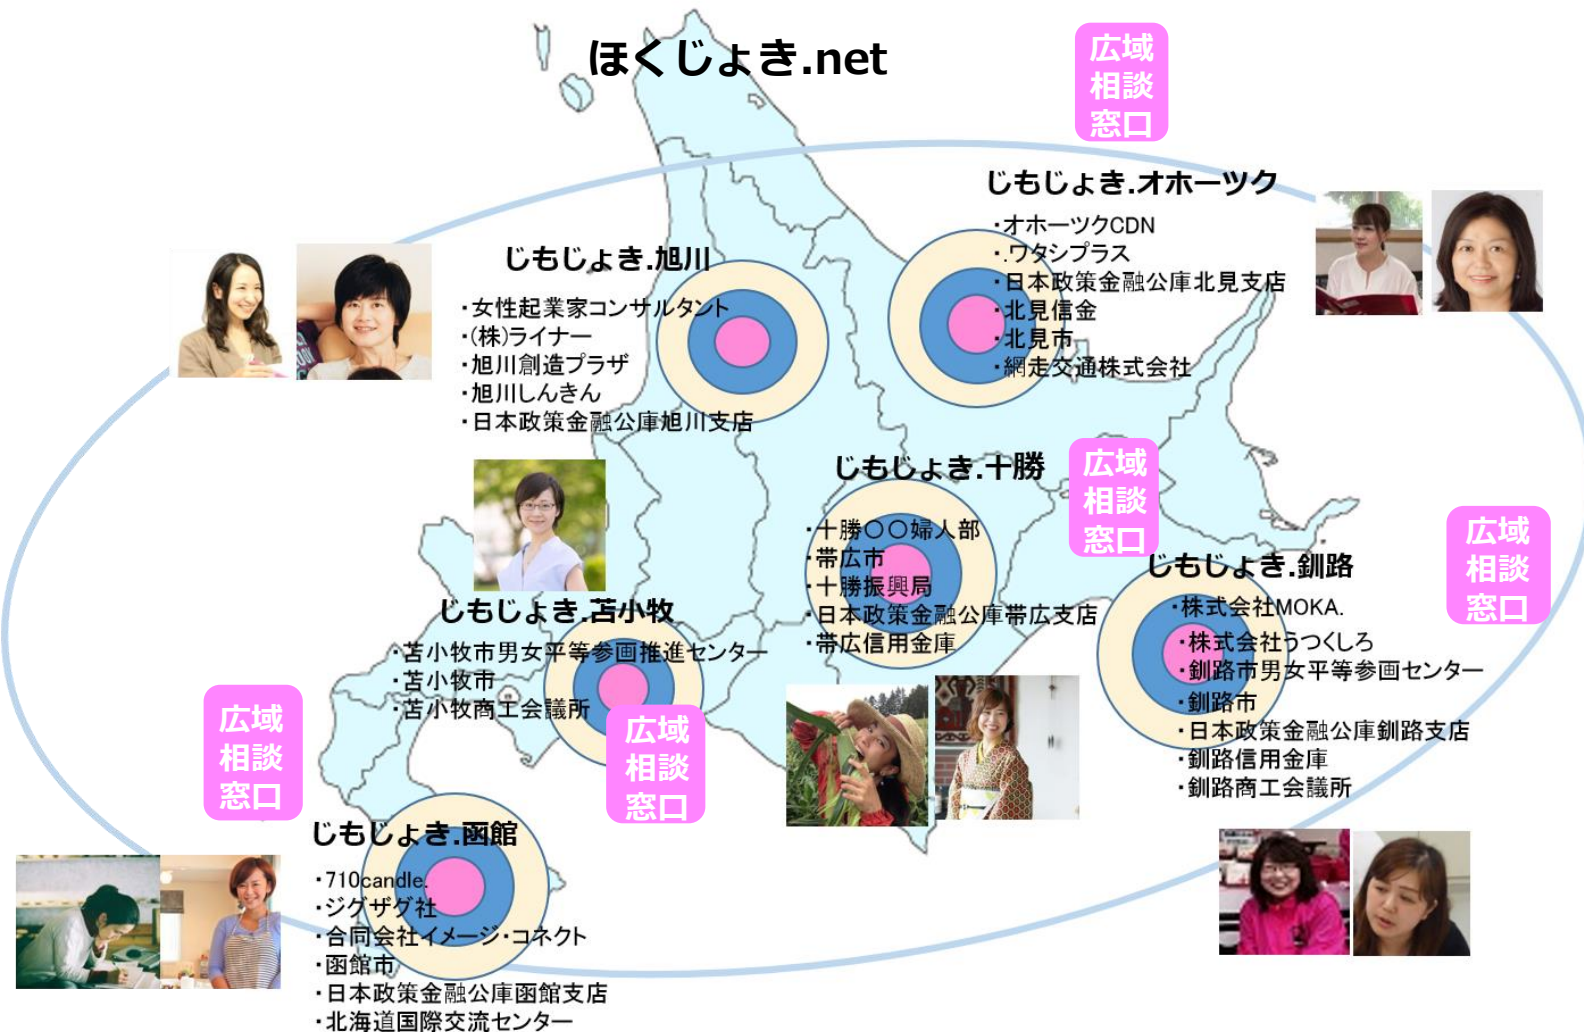 ほくじょき.net
広域
相談
窓口
じもじょき.オホーツク
・オホーツクCDN
・.ワタシプラス
・日本政策金融公庫北見支店
・北見信金
・北見市
・網走交通株式会社
じもじょき.旭川
・女性起業家コンサルタント
・(株)ライナー
・旭川創造プラザ
・旭川しんきん
・日本政策金融公庫旭川支店
じもじょき.十勝
・十勝〇〇婦人部
・帯広市
・十勝振興局
・日本政策金融公庫帯広支店
・帯広信用金庫
広域
相談
窓口
広域
相談
窓口
じもじょき.釧路
・株式会社MOKA.
・株式会社うつくしろ
・釧路市男女平等参画センター
・釧路市
・日本政策金融公庫釧路支店
・釧路信用金庫
・釧路商工会議所
じもじょき.苫小牧
・苫小牧市男女平等参画推進センター
・苫小牧市
・苫小牧商工会議所
広域
相談
窓口
広域
相談
窓口
じもじょき.函館
・710candle.
・ジグザグ社
・合同会社イメージ・コネクト
・函館市
・日本政策金融公庫函館支店
・北海道国際交流センター